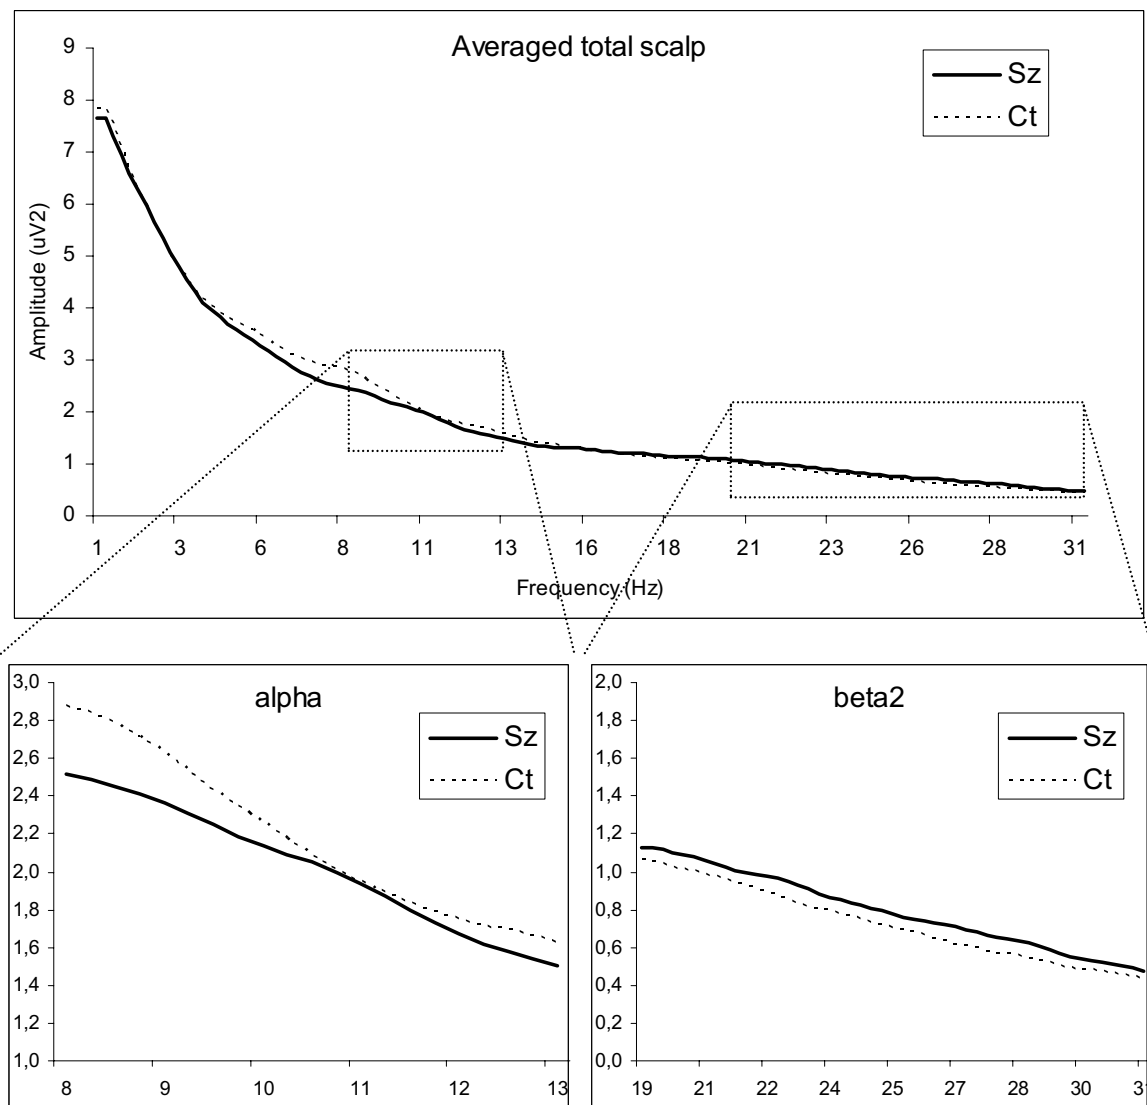 Averaged total scalp
Sz
Ct
Amplitude (uV2)
9
8
7
6
5
4
3
2
1
0
1 3 6 8 11 13 16 18 21 23 26 28 31
Frequency (Hz)
alpha
Sz
Ct
3,0
2,8
2,6
2,4
2,2
2,0
1,8
1,6
1,4
1,2
1,0
8 9 10 11 12 13
beta2
Sz
Ct
2,0
1,8
1,6
1,4
1,2
1,0
0,8
0,6
0,4
0,2
0,0
19 21 22 24 25 27 28 30 31